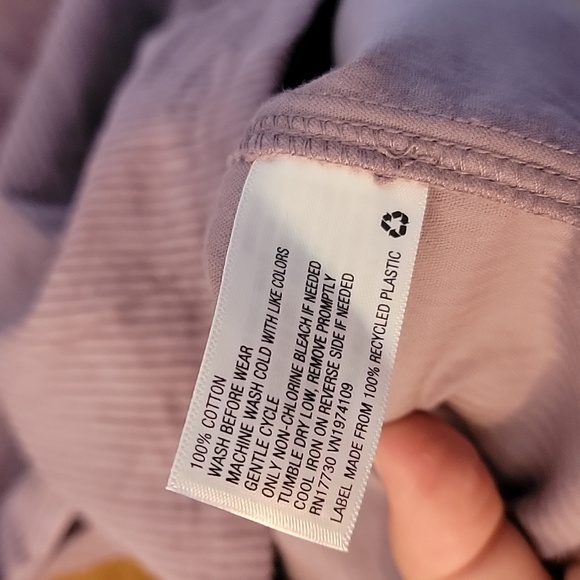 100% COTTON
WASH BEFORE WEAR
MACHINE WASH COLD WITH LIKE COLORS
GENTLE CYCLE
ONLY NON-CHLORINE BLEACH IF NEEDED
TUMBLE DRY LOW, REMOVE PROMPTLY
COOL IRON ON REVERSE SIDE IF NEEDED
RN17730 VN1974109
LABEL MADE FROM 100% RECYCLED PLASTIC